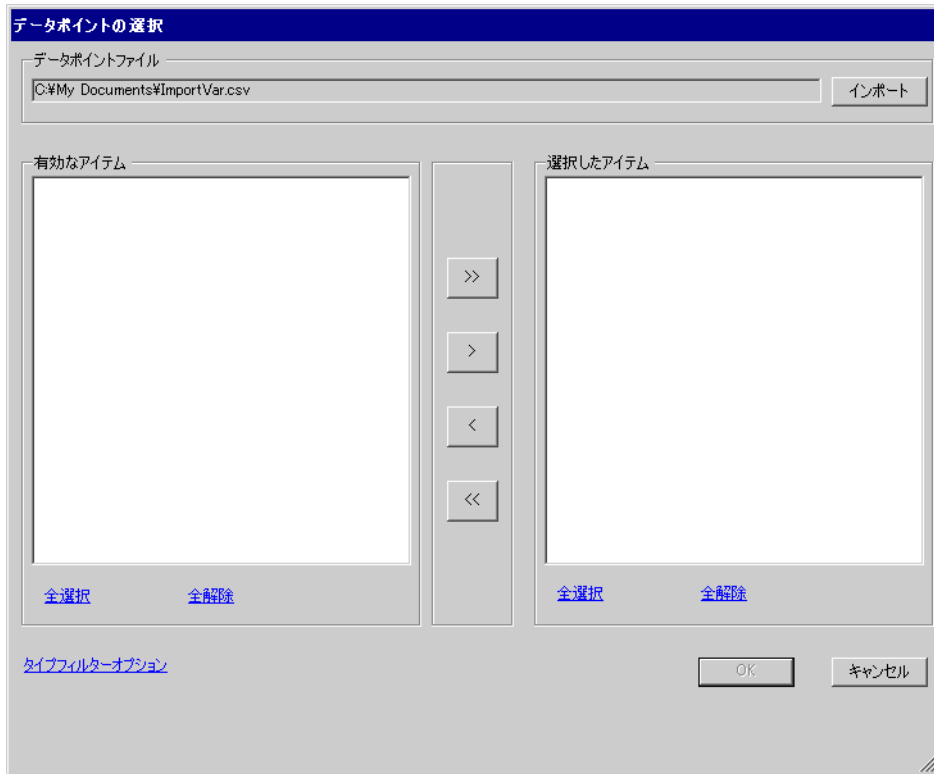 データポイントの選択
データポイントファイル
C:¥My Documents¥ImportVar.csv
インポート
有効なアイテム
選択したアイテム
>>
>
<
<<
全選択 全解除
全選択 全解除
タイプフィルターオプション
OK
キャンセル